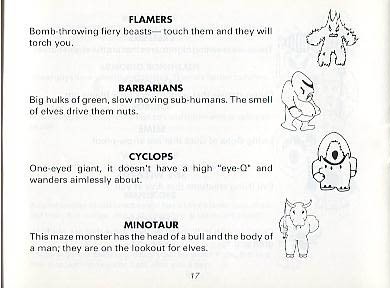 FLAMERS
Bomb-throwing fiery beasts— touch them and they will
torch you.
BARBARIANS
Big hulks of green, slow moving sub-humans. The smell
of elves drive them nuts.
CYCLOPS
One-eyed giant, it doesn't have a high "eye-Q" and
wanders aimlessly about.
MINOTAUR
This maze monster has the head of a bull and the body of
a man; they are on the lookout for elves.
17